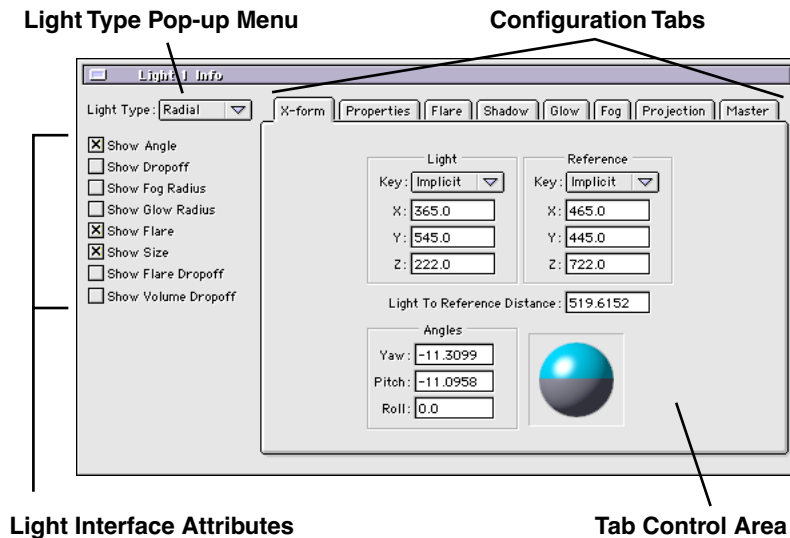 Light Type Pop-up Menu
Configuration Tabs
Light 1 Info
Light Type: Radial
X-form Properties Flare Shadow Glow Fog Projection Master
Show Angle
Show Dropoff
Show Fog Radius
Show Glow Radius
Show Flare
Show Size
Show Flare Dropoff
Show Volume Dropoff
Light
Key: Implicit
X: 365.0
Y: 545.0
Z: 222.0
Reference
Key: Implicit
X: 465.0
Y: 445.0
Z: 722.0
Light To Reference Distance: 519.6152
Angles
Yaw: -11.3099
Pitch: -11.0958
Roll: 0.0
Light Interface Attributes
Tab Control Area